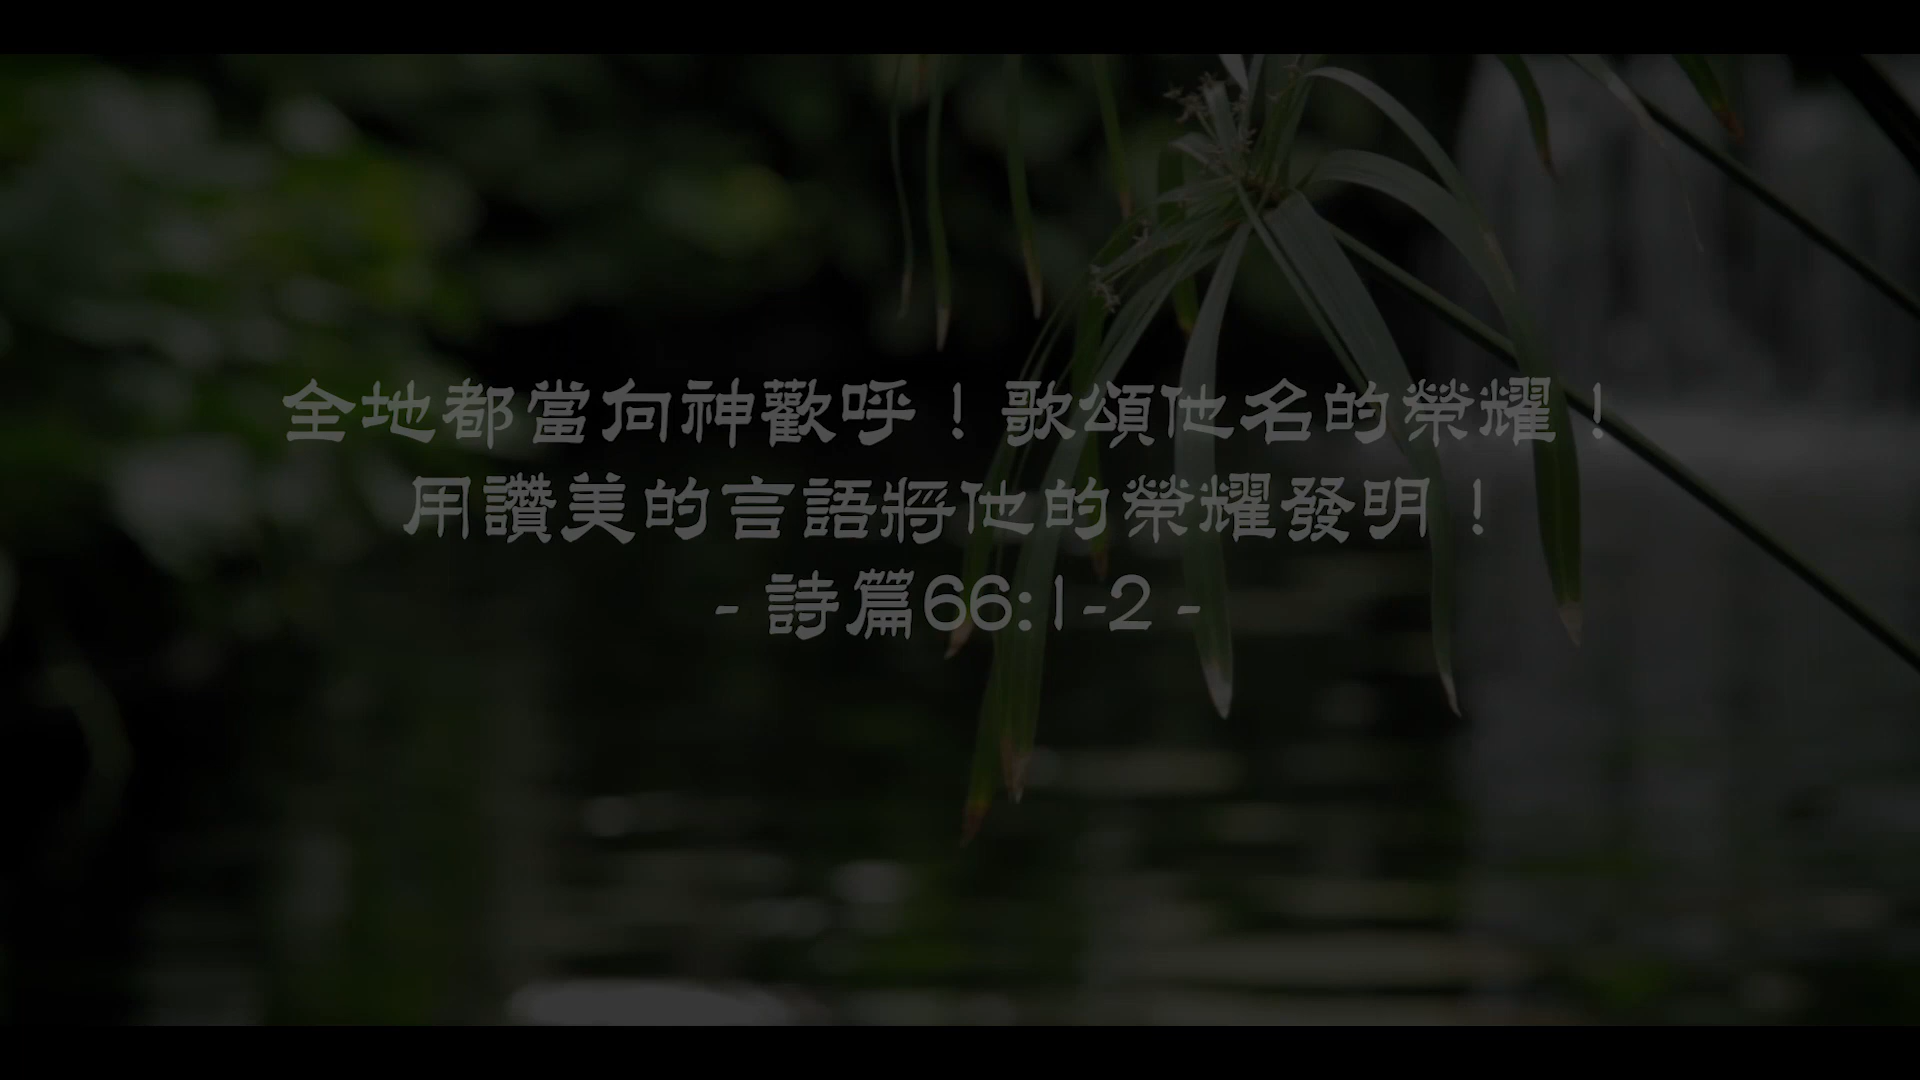 全地都當向神歡呼！歌頌他名的榮耀！
用讚美的言語將他的榮耀發明！
- 詩篇66:1-2 -